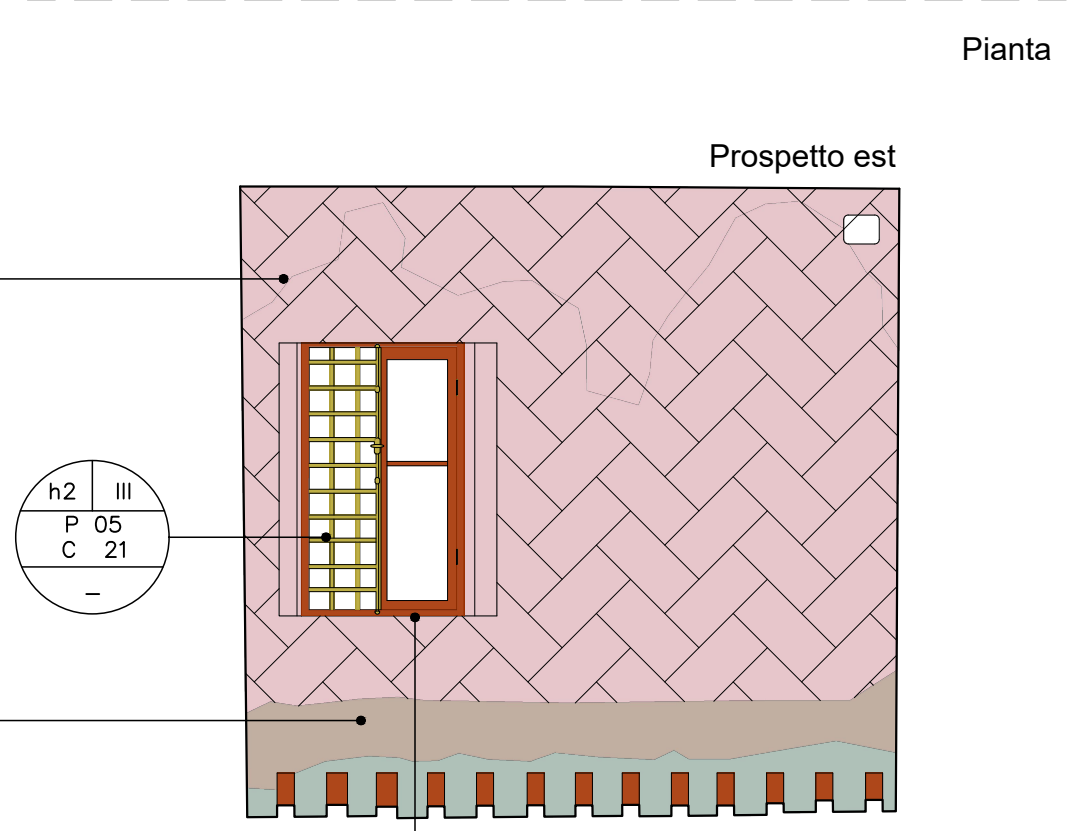 Pianta
Prospetto est
h2 III
P 05
C 21
–